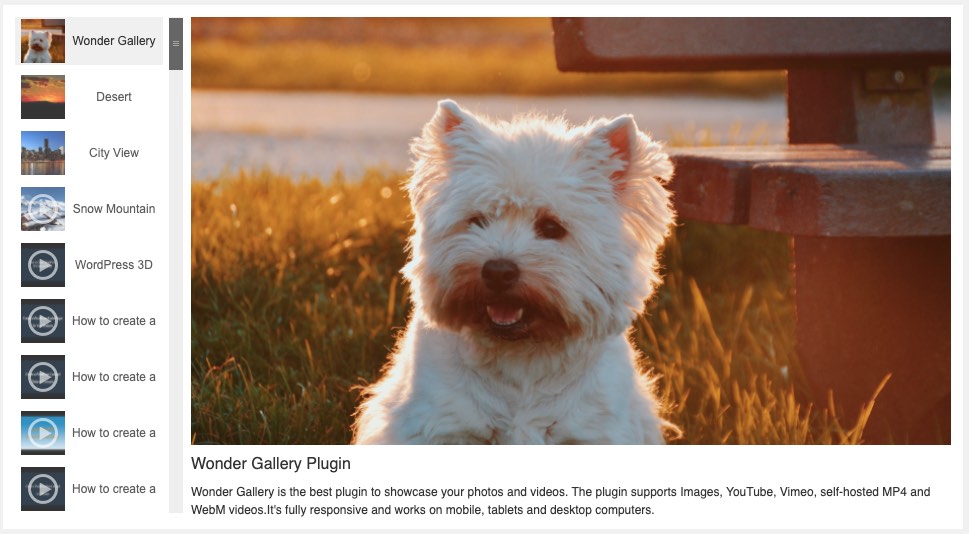 Wonder Gallery
Desert
City View
Snow Mountain
WordPress 3D
How to create a
How to create a
How to create a
How to create a
Wonder Gallery Plugin
Wonder Gallery is the best plugin to showcase your photos and videos. The plugin supports Images, YouTube, Vimeo, self-hosted MP4 and
WebM videos.It's fully responsive and works on mobile, tablets and desktop computers.